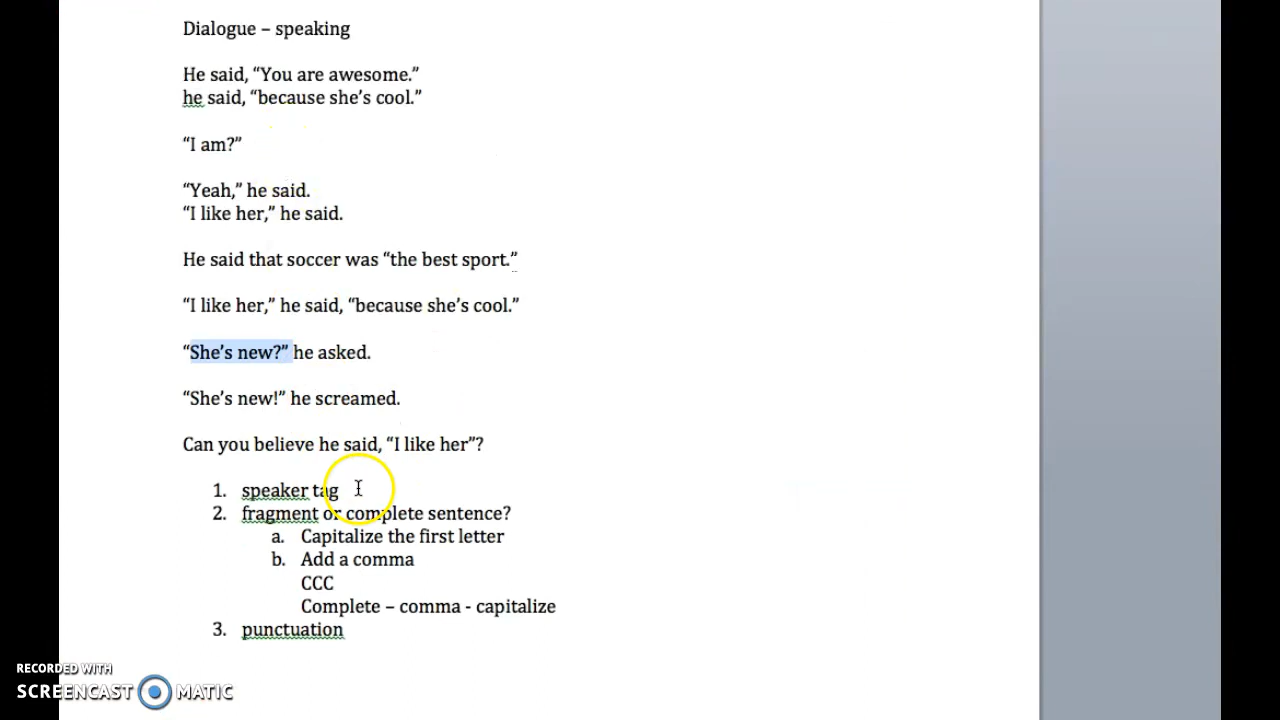 Dialogue – speaking
He said, “You are awesome.”
he said, “because she’s cool.”
“I am?”
“Yeah,” he said.
“I like her,” he said.
He said that soccer was “the best sport.”
“I like her,” he said, “because she’s cool.”
“She’s new?” he asked.
“She’s new!” he screamed.
Can you believe he said, “I like her”?
1. speaker tag
2. fragment or complete sentence?
a. Capitalize the first letter
b. Add a comma
CCC
Complete – comma - capitalize
3. punctuation
RECORDED WITH
SCREENCAST MATIC